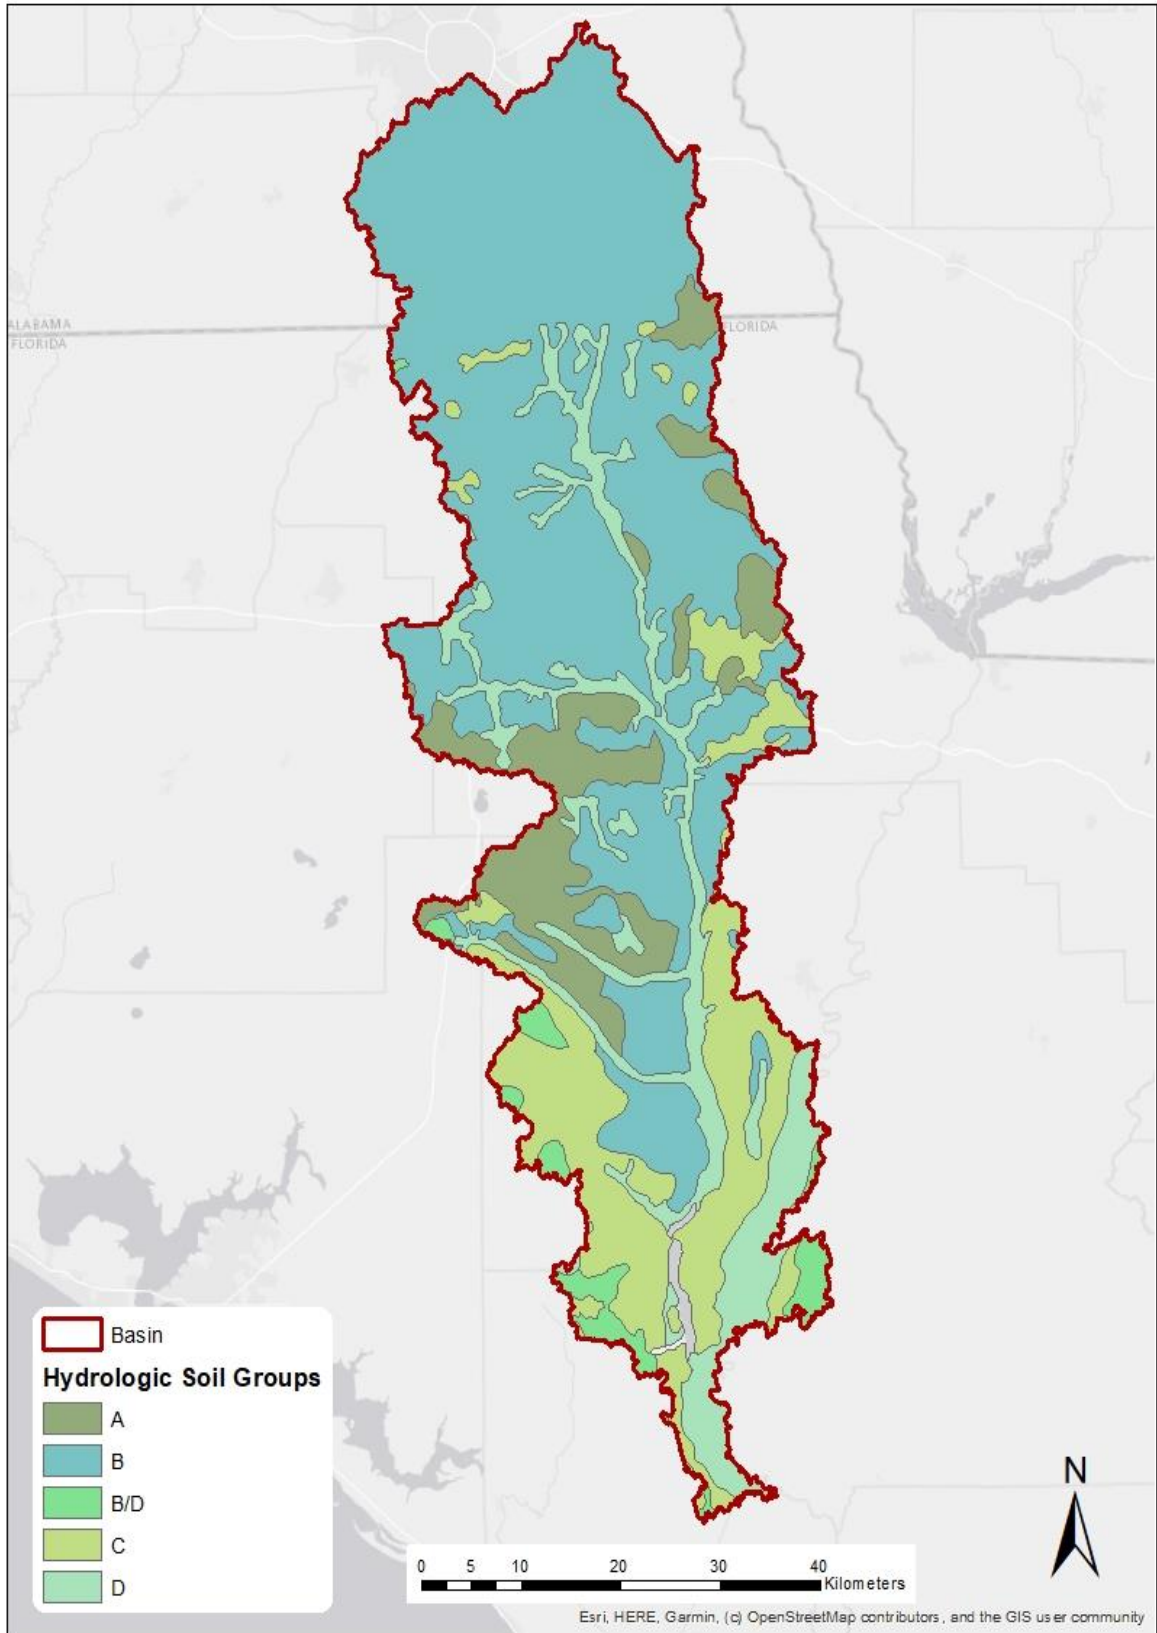 ALABAMA
FLORIDA
FLORIDA
Basin
Hydrologic Soil Groups
A
B
B/D
C
D
N
0 5 10 20 30 40
Kilometers
Esri, HERE, Garmin, (c) OpenStreetMap contributors, and the GIS user community